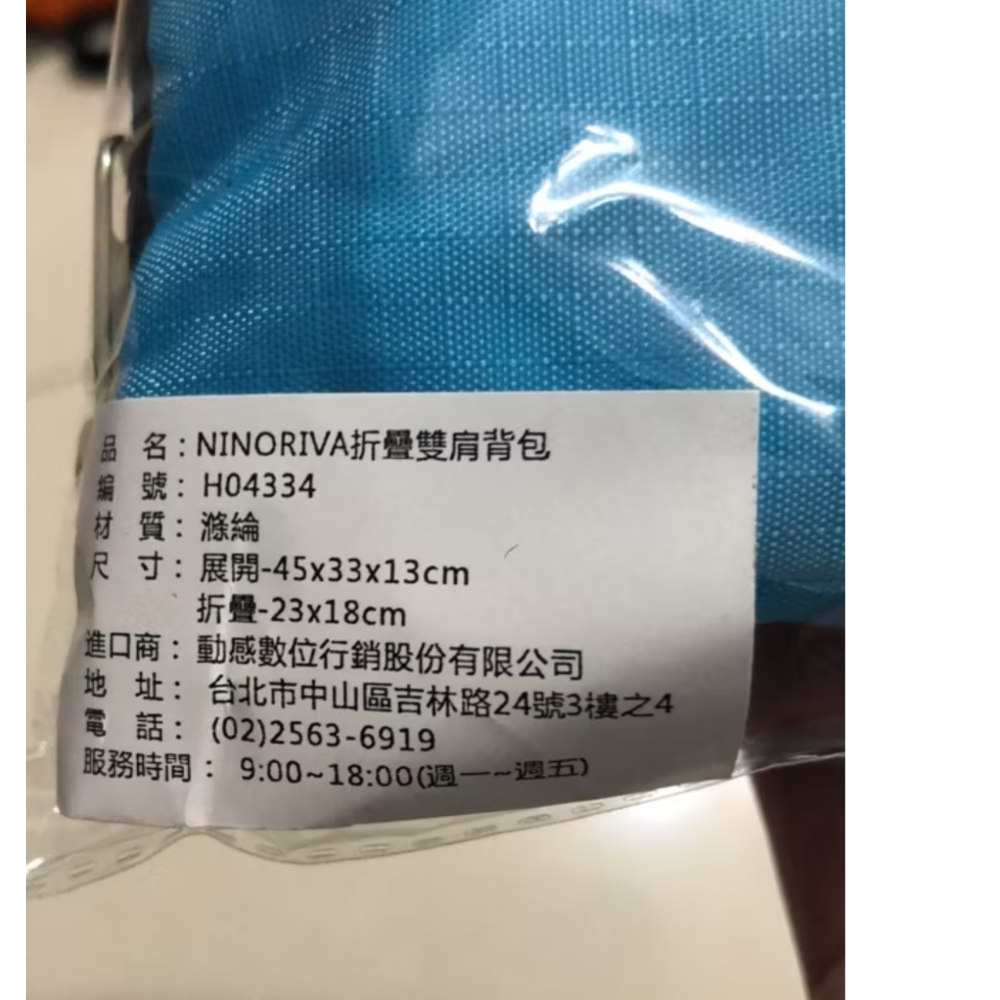 品 名：NINORIVA折疊雙肩背包
編 號：H04334
材 質：滌綸
尺 寸：展開-45x33x13cm
折疊-23x18cm
進口商：動感數位行銷股份有限公司
地 址：台北市中山區吉林路24號3樓之4
電 話：(02)2563-6919
服務時間：9:00~18:00(週一~週五)